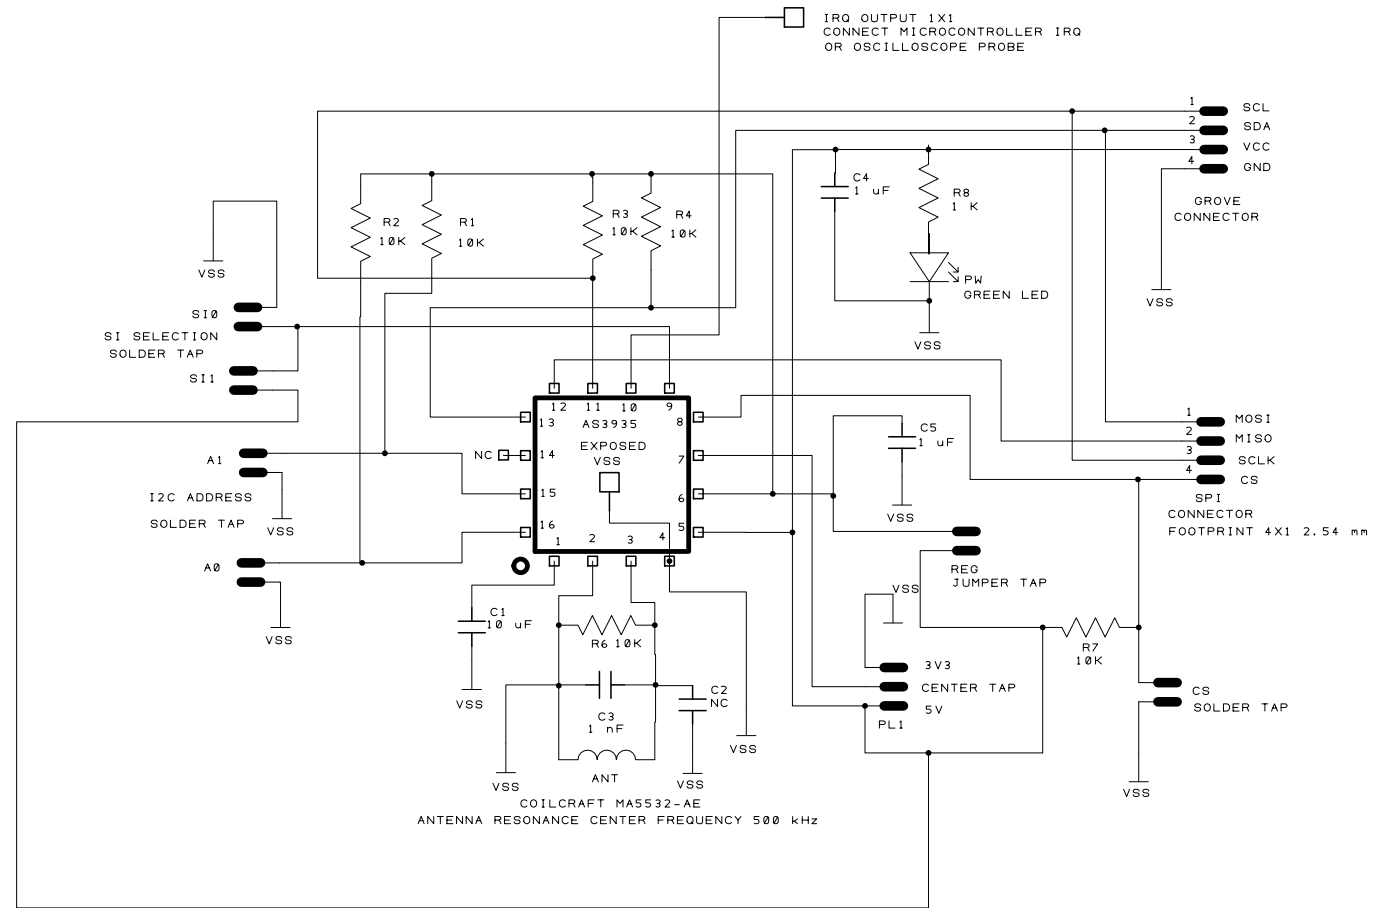 IRQ OUTPUT 1X1
CONNECT MICROCONTROLLER IRQ
OR OSCILLOSCOPE PROBE
1 SCL
2 SDA
3 VCC
4 GND
GROVE
CONNECTOR
VSS
C4
1 uF
R8
1 K
PW
GREEN LED
VSS
R2
10K
R1
10K
R3
10K
R4
10K
VSS
SI0
SI SELECTION
SOLDER TAP
SI1
A1
I2C ADDRESS
SOLDER TAP
VSS
A0
VSS
12 11 10 9
13 AS3935 8
NC 14 EXPOSED 7
VSS
15 6
16 5
1 2 3 4
C5
1 uF
VSS
1 MOSI
2 MISO
3 SCLK
4 CS
SPI
CONNECTOR
FOOTPRINT 4X1 2.54 mm
REG
JUMPER TAP
VSS
C1
10 uF
VSS
R6 10K
C3
1 nF
C2
NC
VSS
VSS
VSS
ANT
COILCRAFT MA5532-AE
ANTENNA RESONANCE CENTER FREQUENCY 500 kHz
3V3
CENTER TAP
5V
PL1
R7
10K
CS
SOLDER TAP
VSS